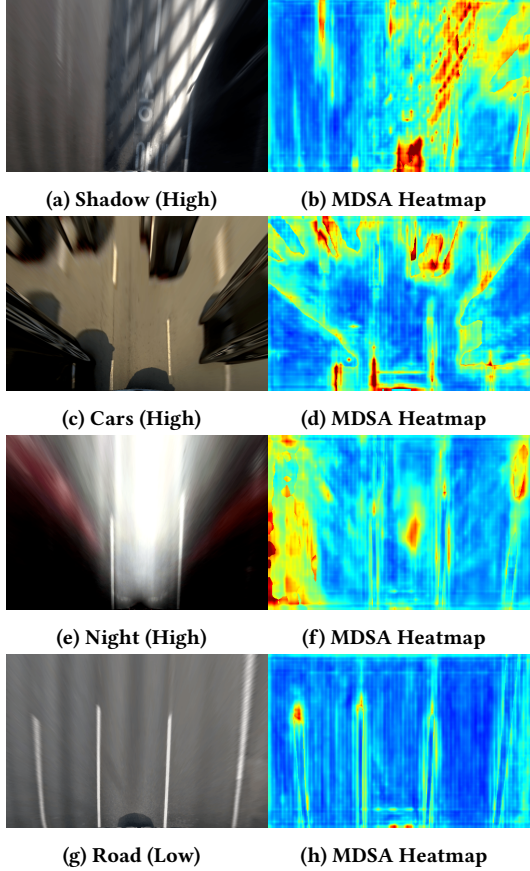 (a) Shadow (High) (b) MDSA Heatmap
(c) Cars (High) (d) MDSA Heatmap
(e) Night (High) (f) MDSA Heatmap
(g) Road (Low) (h) MDSA Heatmap